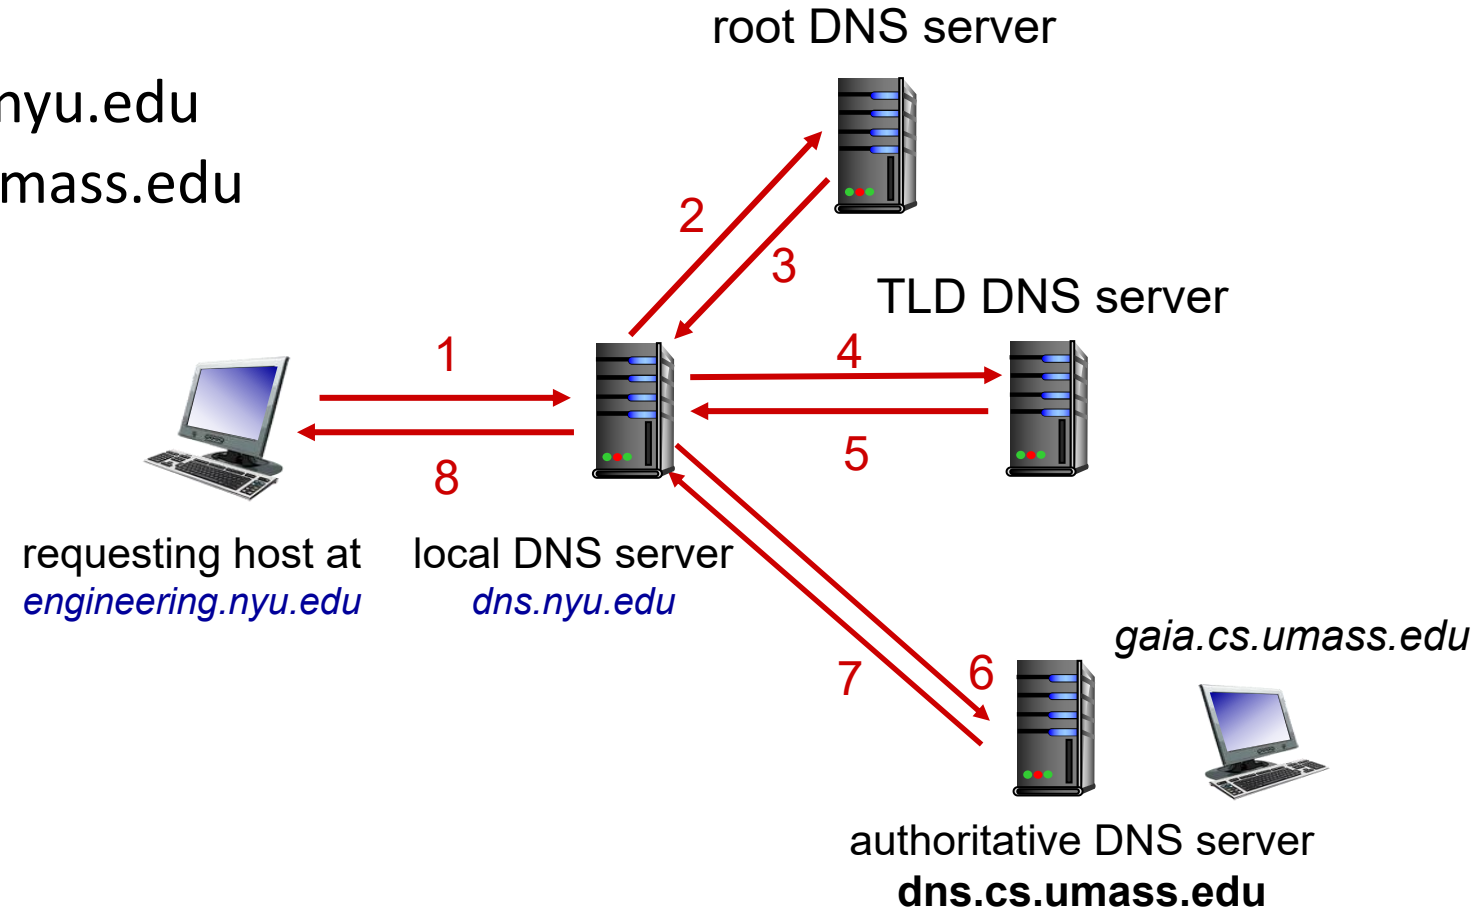 root DNS server
nyu.edu
mass.edu
2
3
TLD DNS server
1
4
5
8
requesting host at
engineering.nyu.edu
local DNS server
dns.nyu.edu
gaia.cs.umass.edu
6
7
authoritative DNS server
dns.cs.umass.edu